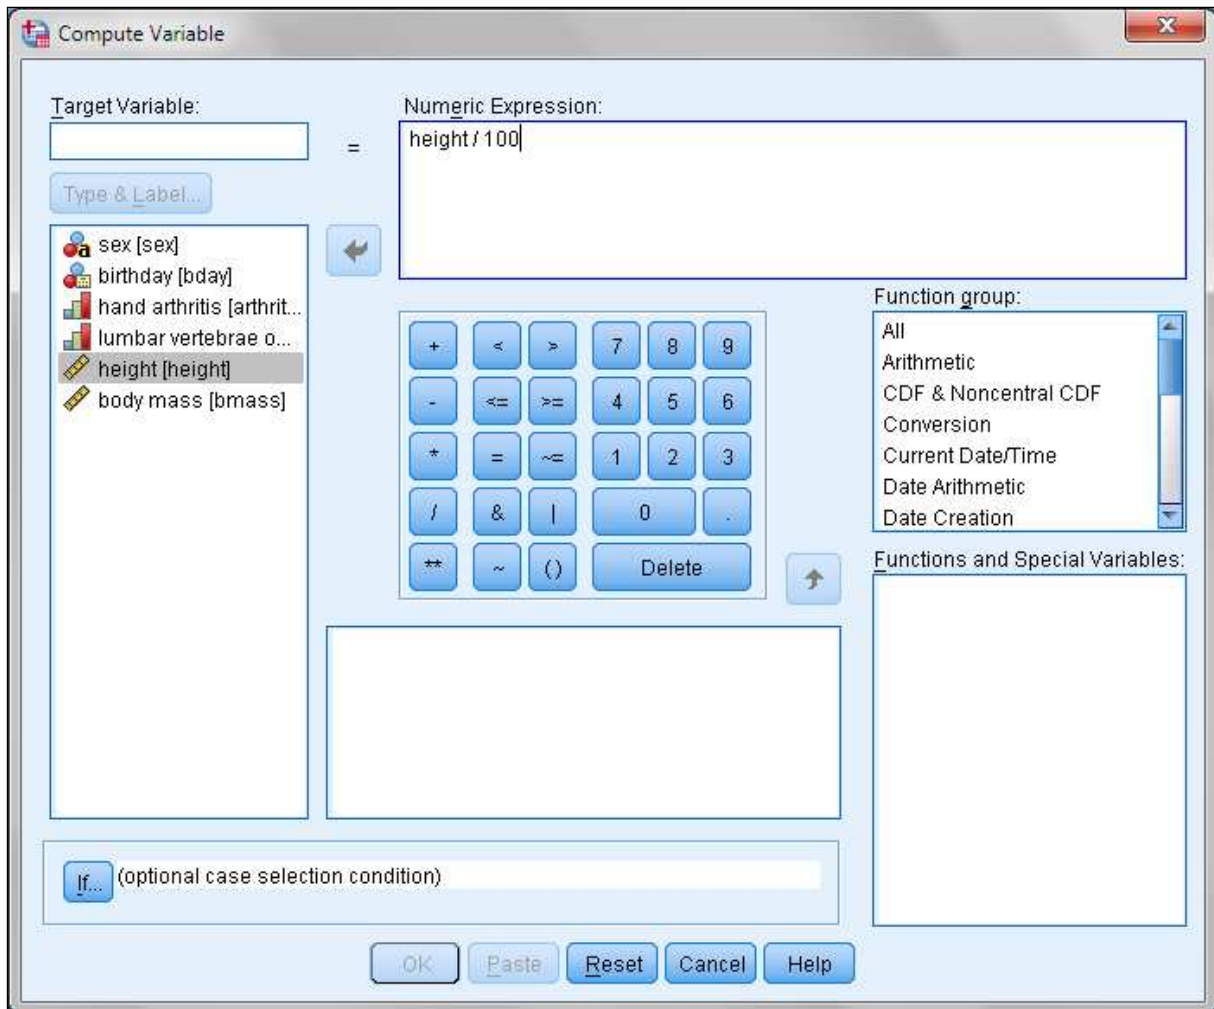 Compute Variable
Target Variable:
=
Type & Label...
Numeric Expression:
height / 100
sex [sex]
birthday [bday]
hand arthritis [arthrit...
lumbar vertebrae o...
height [height]
body mass [bmass]
+ < > 7 8 9
- <= >= 4 5 6
* = ~= 1 2 3
/ & | 0 .
** ~ () Delete
Function group:
All
Arithmetic
CDF & Noncentral CDF
Conversion
Current Date/Time
Date Arithmetic
Date Creation
Functions and Special Variables:
If... (optional case selection condition)
OK Paste Reset Cancel Help